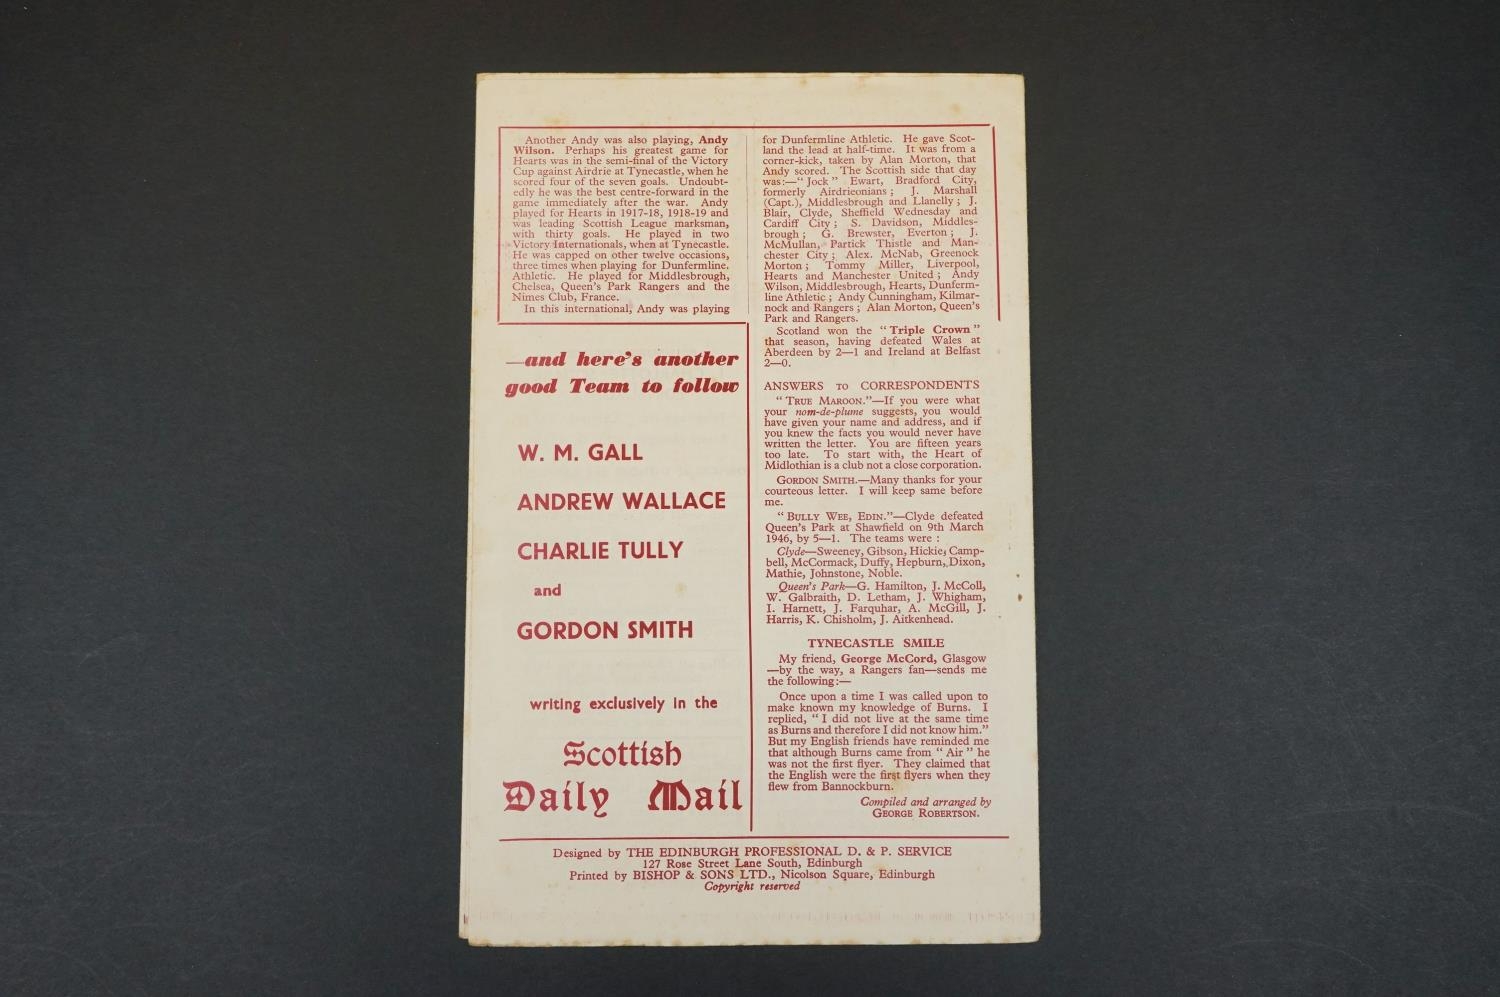 Another Andy was also playing, Andy
Wilson. Perhaps his greatest game for
Hearts was in the semi-final of the Victory
Cup against Airdrie at Tynecastle, when he
scored four of the seven goals. Undoubt-
edly he was the best centre-forward in the
game immediately after the war. Andy
played for Hearts in 1917-18, 1918-19 and
was leading Scottish League marksman,
with thirty goals. He played in two
Victory Internationals, when at Tynecastle.
He was capped on other twelve occasions,
three times when playing for Dunfermline
Athletic. He played for Middlesbrough,
Chelsea, Queen's Park Rangers and the
Nimes Club, France.
In this international, Andy was playing
for Dunfermline Athletic. He gave Scot-
land the lead at half-time. It was from a
corner-kick, taken by Alan Morton, that
Andy scored. The Scottish side that day
was:—"Jock" Ewart, Bradford City,
formerly Airdrieonians; J. Marshall
(Capt.), Middlesbrough and Llanelly; J.
Blair, Clyde, Sheffield Wednesday and
Cardiff City; S. Davidson, Middles-
brough; G. Brewster, Everton; J.
McMullan, Partick Thistle and Man-
chester City; Alex. McNab, Greenock
Morton; Tommy Miller, Liverpool,
Hearts and Manchester United; Andy
Wilson, Middlesbrough, Hearts, Dunferm-
line Athletic; Andy Cunningham, Kilmar-
nock and Rangers; Alan Morton, Queen's
Park and Rangers.
Scotland won the "Triple Crown"
that season, having defeated Wales at
Aberdeen by 2—1 and Ireland at Belfast
2—0.
ANSWERS TO CORRESPONDENTS
"TRUE MAROON."—If you were what
your nom-de-plume suggests, you would
have given your name and address, and if
you knew the facts you would never have
written the letter. You are fifteen years
too late. To start with, the Heart of
Midlothian is a club not a close corporation.
GORDON SMITH.—Many thanks for your
courteous letter. I will keep same before
me.
"BULLY WEE, EDIN."—Clyde defeated
Queen's Park at Shawfield on 9th March
1946, by 5—1. The teams were:
Clyde—Sweeney, Gibson, Hickie, Camp-
bell, McCormack, Duffy, Hepburn, Dixon,
Mathie, Johnstone, Noble.
Queen's Park—G. Hamilton, J. McColl,
W. Galbraith, D. Letham, J. Whigham,
I. Harnett, J. Farquhar, A. McGill, J.
Harris, K. Chisholm, J. Aitkenhead.
TYNECASTLE SMILE
My friend, George McCord, Glasgow
—by the way, a Rangers fan—sends me
the following:—
Once upon a time I was called upon to
make known my knowledge of Burns. I
replied, "I did not live at the same time
as Burns and therefore I did not know him."
But my English friends have reminded me
that although Burns came from "Air" he
was not the first flyer. They claimed that
the English were the first flyers when they
flew from Bannockburn.
Compiled and arranged by
GEORGE ROBERTSON.
—and here's another
good Team to follow
W. M. GALL
ANDREW WALLACE
CHARLIE TULLY
and
GORDON SMITH
writing exclusively in the
Scottish
Daily Mail
Designed by THE EDINBURGH PROFESSIONAL D. & P. SERVICE
127 Rose Street Lane South, Edinburgh
Printed by BISHOP & SONS LTD., Nicolson Square, Edinburgh
Copyright reserved